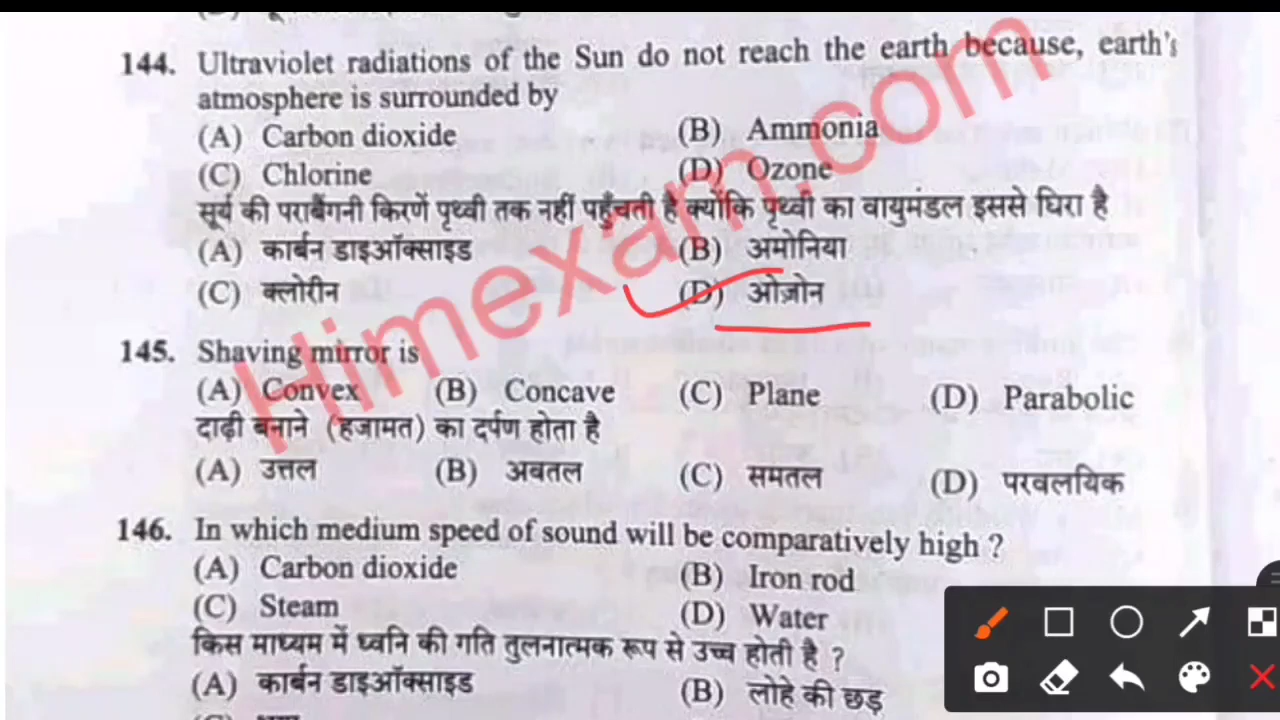 144. Ultraviolet radiations of the Sun do not reach the earth because, earth's
atmosphere is surrounded by
(A) Carbon dioxide (B) Ammonia
(C) Chlorine (D) Ozone
सूर्य की पराबैंगनी किरणें पृथ्वी तक नहीं पहुँचती है क्योंकि पृथ्वी का वायुमंडल इससे घिरा है
(A) कार्बन डाइऑक्साइड (B) अमोनिया
(C) क्लोरीन (D) ओज़ोन
Himexam.com
145. Shaving mirror is
(A) Convex (B) Concave (C) Plane (D) Parabolic
दाढ़ी बनाने (हजामत) का दर्पण होता है
(A) उत्तल (B) अवतल (C) समतल (D) परवलयिक
146. In which medium speed of sound will be comparatively high ?
(A) Carbon dioxide (B) Iron rod
(C) Steam (D) Water
किस माध्यम में ध्वनि की गति तुलनात्मक रूप से उच्च होती है ?
(A) कार्बन डाइऑक्साइड (B) लोहे की छड़